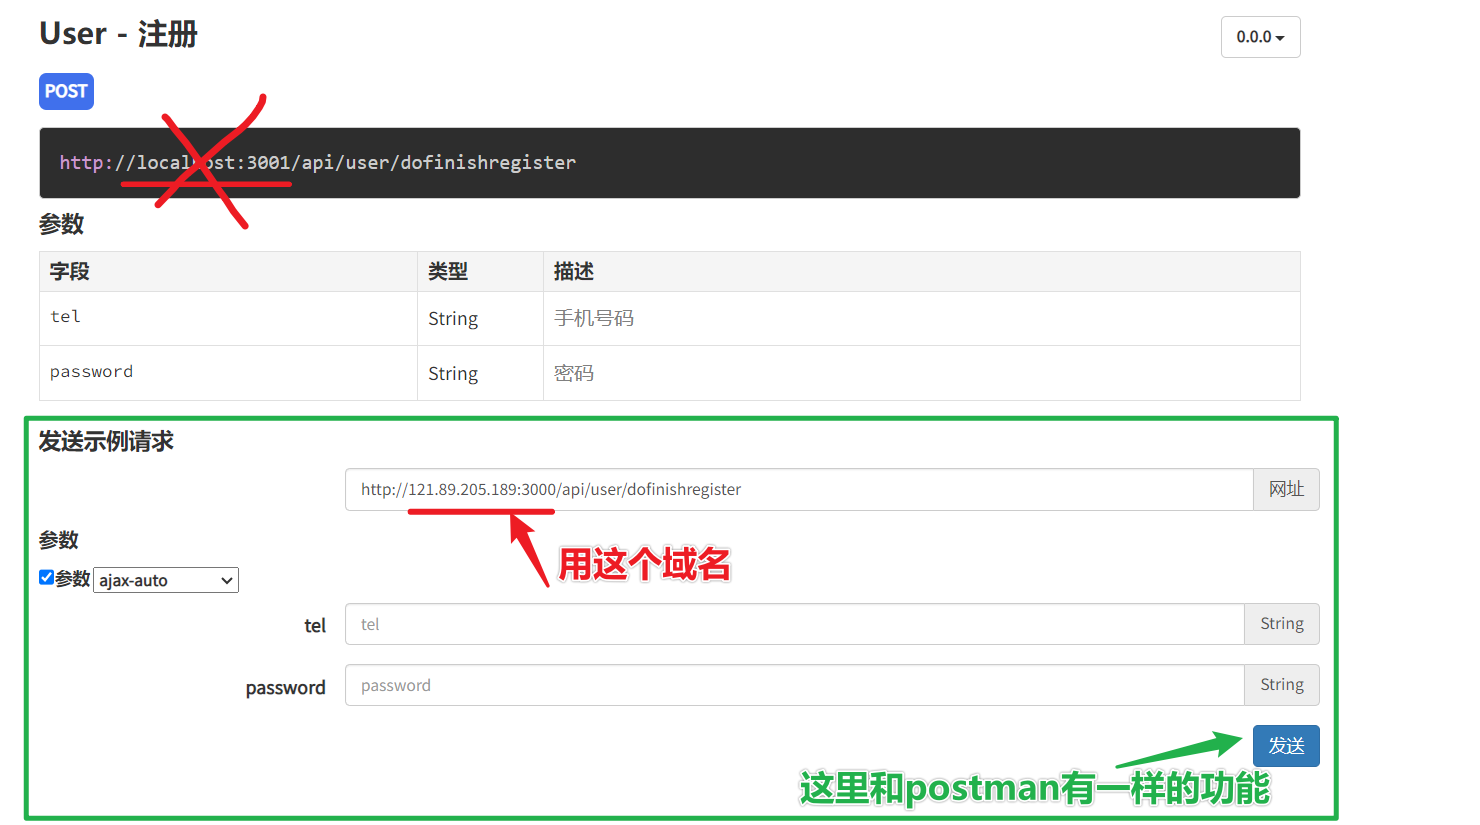 User - 注册
0.0.0
POST
http://localhost:3001/api/user/dofinishregister
参数
字段 类型 描述
tel String 手机号码
password String 密码
发送示例请求
http://121.89.205.189:3000/api/user/dofinishregister 网址
用这个域名
参数
参数 ajax-auto
tel tel String
password password String
发送
这里和postman有一样的功能